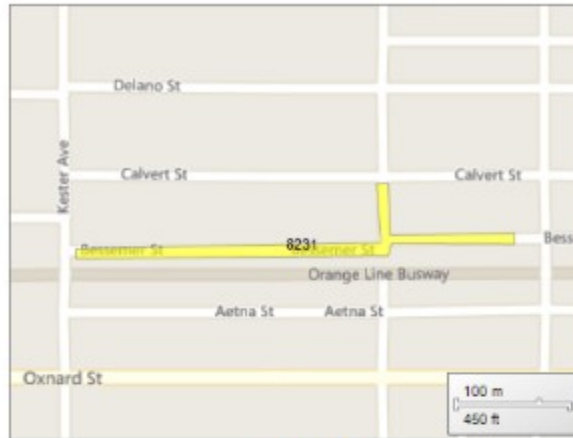 Delano St
Kester Ave
Calvert St
Calvert St
Bessemer St
8231
Bessemer St
Bess
Orange Line Busway
Aetna St
Aetna St
Oxnard St
100 m
450 ft